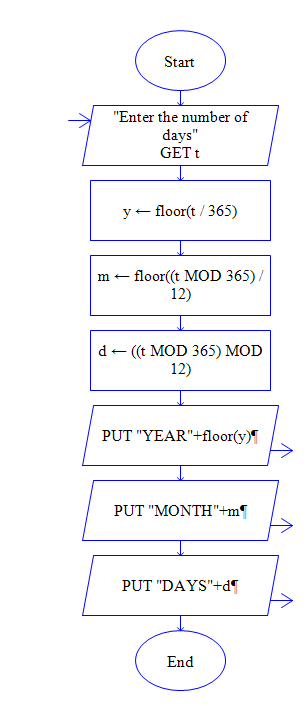 Start
"Enter the number of
days"
GET t
y ← floor(t / 365)
m ← floor((t MOD 365) /
12)
d ← ((t MOD 365) MOD
12)
PUT "YEAR"+floor(y)¶
PUT "MONTH"+m¶
PUT "DAYS"+d¶
End